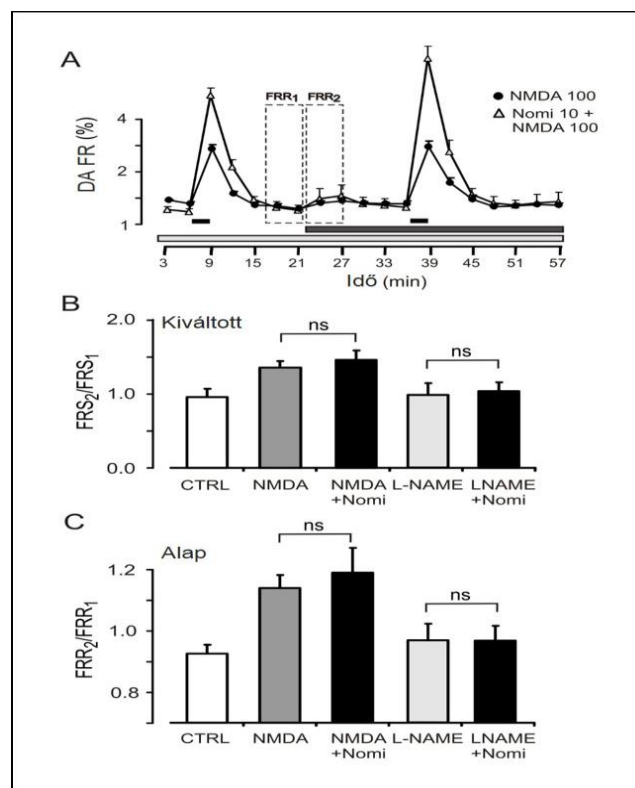 A
FRR1 FRR2
NMDA 100
Nomi 10 +
NMDA 100
DA FR (%)
4
2
1
3 9 15 21 27 33 39 45 51 57
Idő (min)
B
Kiváltott
ns
ns
FRS2/FRS1
2.0
1.0
0.0
CTRL NMDA NMDA L-NAME LNAME
+Nomi +Nomi
C
Alap
ns
ns
FRR2/FRR1
1.2
1.0
0.8
CTRL NMDA NMDA L-NAME LNAME
+Nomi +Nomi